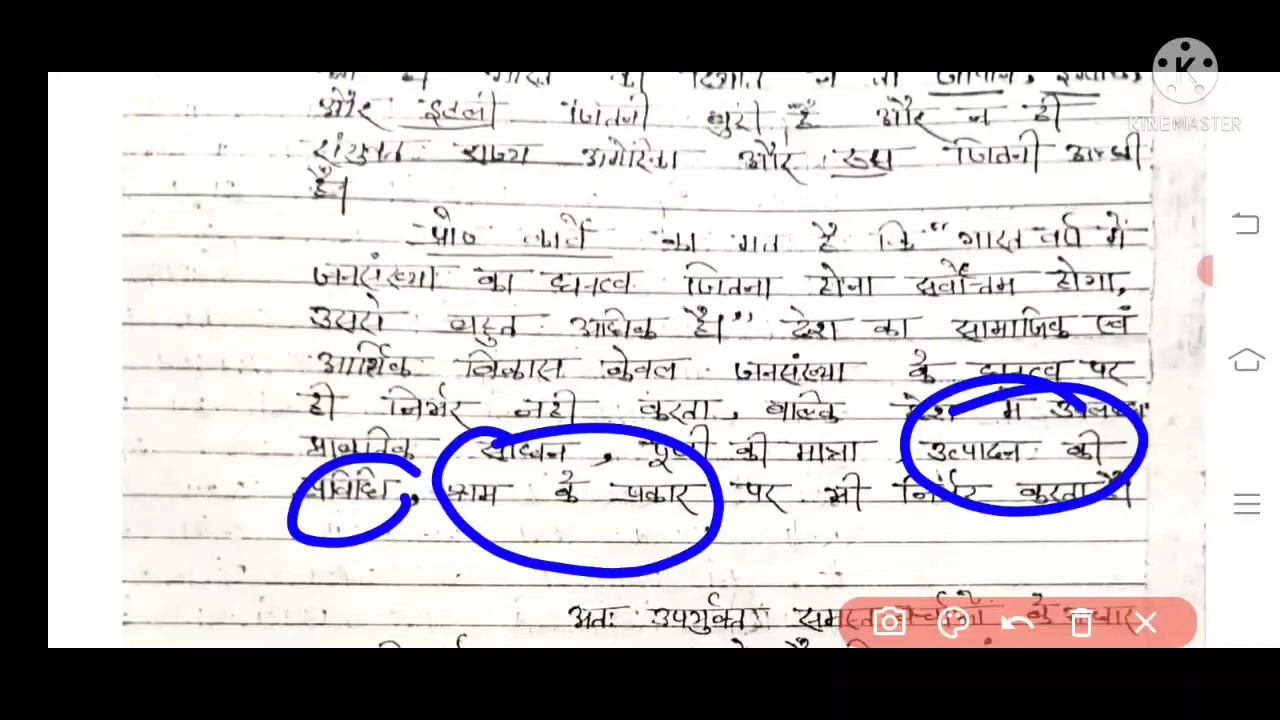 और इटली जितनी बुरी है और न ही
संयुक्त राज्य अमेरिका और रूस जितनी अच्छी
है।
प्रो० कार्वे का मत है कि "भारत वर्ष में
जनसंख्या का घनत्व जितना होना सर्वोत्तम होगा,
उससे बहुत अधिक है।" देश का सामाजिक एवं
आर्थिक विकास केवल जनसंख्या के घनत्व पर
ही निर्भर नही करता, बल्कि देश में
साधन, पूँजी की मात्रा, उत्पादन की
प्रविधि, श्रम के प्रकार पर भी निर्भर करता है।
अतः उपर्युक्त समस्त
KINEMASTER